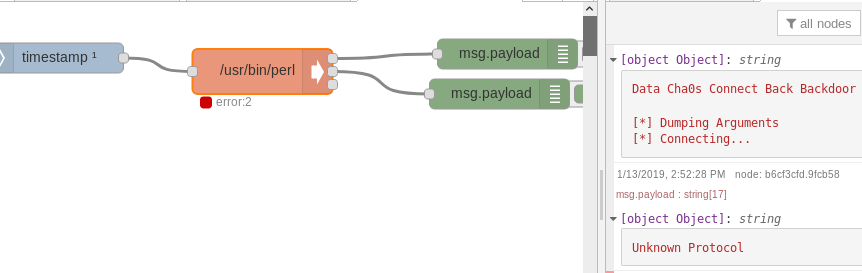 timestamp ¹
/usr/bin/perl
error:2
msg.payload
msg.payload
all nodes
[object Object]: string
Data Cha0s Connect Back Backdoor
[*] Dumping Arguments
[*] Connecting...
1/13/2019, 2:52:28 PM node: b6cf3cfd.9fcb58
msg.payload : string[17]
[object Object]: string
Unknown Protocol